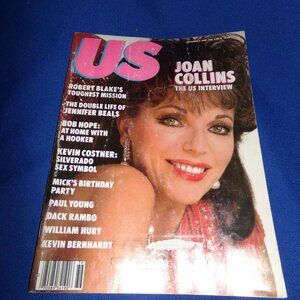 US
JOAN
COLLINS
THE US INTERVIEW
ROBERT BLAKE'S
TOUGHEST MISSION
THE DOUBLE LIFE OF
JENNIFER BEALS
BOB HOPE:
AT HOME WITH
A HOOKER
KEVIN COSTNER:
SILVERADO
SEX SYMBOL
MICK'S BIRTHDAY
PARTY
PAUL YOUNG
DACK RAMBO
WILLIAM HURT
KEVIN BERNHARDT